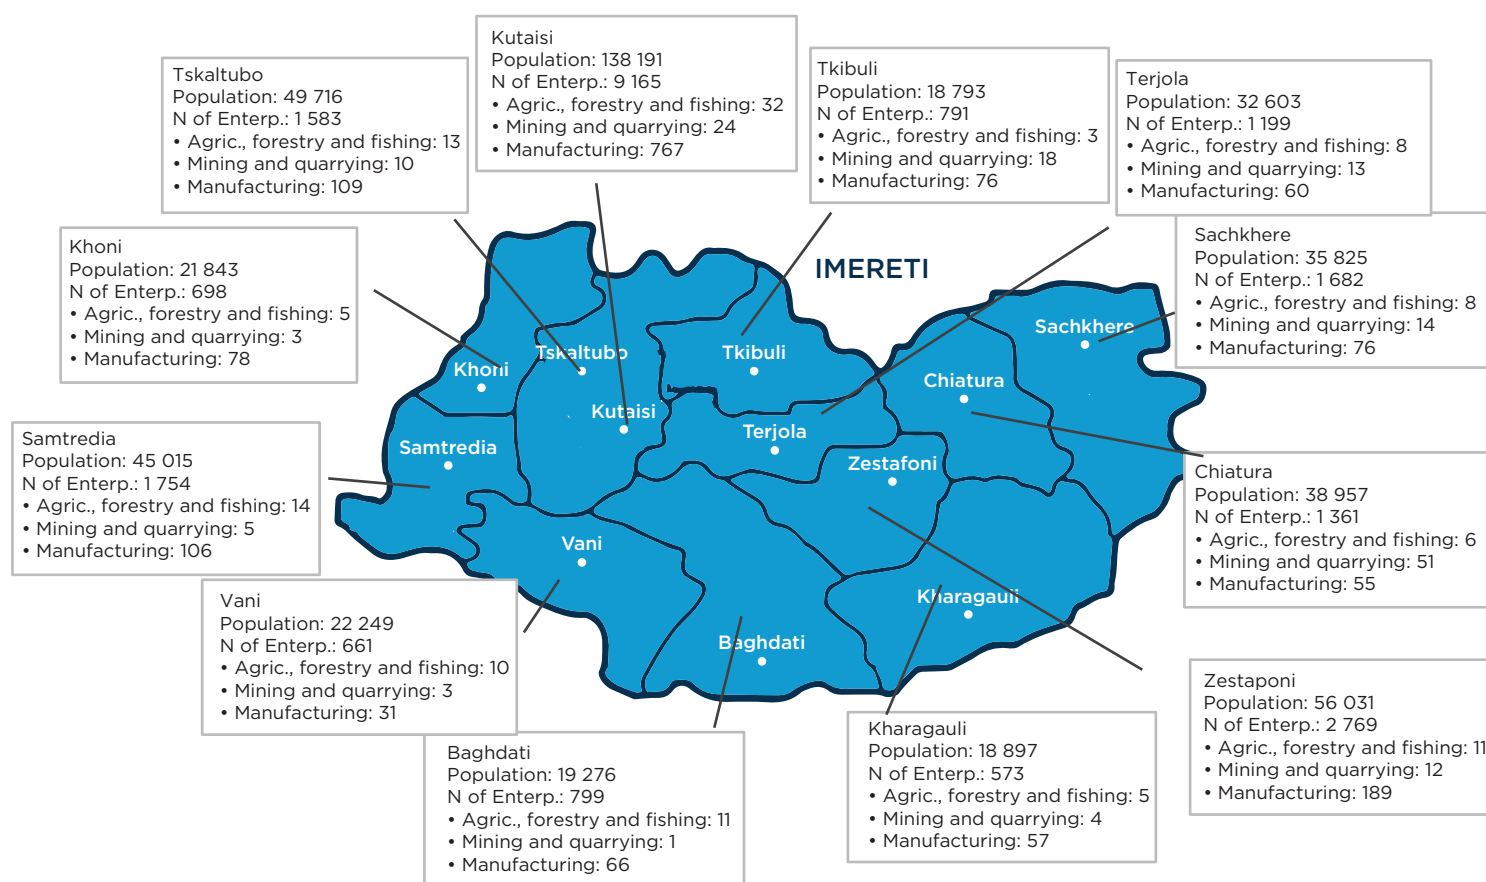 Tskaltubo
Population: 49 716
N of Enterp.: 1 583
• Agric., forestry and fishing: 13
• Mining and quarrying: 10
• Manufacturing: 109
Kutaisi
Population: 138 191
N of Enterp.: 9 165
• Agric., forestry and fishing: 32
• Mining and quarrying: 24
• Manufacturing: 767
Tkibuli
Population: 18 793
N of Enterp.: 791
• Agric., forestry and fishing: 3
• Mining and quarrying: 18
• Manufacturing: 76
Terjola
Population: 32 603
N of Enterp.: 1 199
• Agric., forestry and fishing: 8
• Mining and quarrying: 13
• Manufacturing: 60
Khoni
Population: 21 843
N of Enterp.: 698
• Agric., forestry and fishing: 5
• Mining and quarrying: 3
• Manufacturing: 78
IMERETI
Sachkhere
Population: 35 825
N of Enterp.: 1 682
• Agric., forestry and fishing: 8
• Mining and quarrying: 14
• Manufacturing: 76
Sachkhere
Tskaltubo
Tkibuli
Khoni
Chiatura
Kutaisi
Terjola
Samtredia
Zestafoni
Vani
Kharagauli
Baghdati
Samtredia
Population: 45 015
N of Enterp.: 1 754
• Agric., forestry and fishing: 14
• Mining and quarrying: 5
• Manufacturing: 106
Chiatura
Population: 38 957
N of Enterp.: 1 361
• Agric., forestry and fishing: 6
• Mining and quarrying: 51
• Manufacturing: 55
Vani
Population: 22 249
N of Enterp.: 661
• Agric., forestry and fishing: 10
• Mining and quarrying: 3
• Manufacturing: 31
Zestaponi
Population: 56 031
N of Enterp.: 2 769
• Agric., forestry and fishing: 11
• Mining and quarrying: 12
• Manufacturing: 189
Baghdati
Population: 19 276
N of Enterp.: 799
• Agric., forestry and fishing: 11
• Mining and quarrying: 1
• Manufacturing: 66
Kharagauli
Population: 18 897
N of Enterp.: 573
• Agric., forestry and fishing: 5
• Mining and quarrying: 4
• Manufacturing: 57